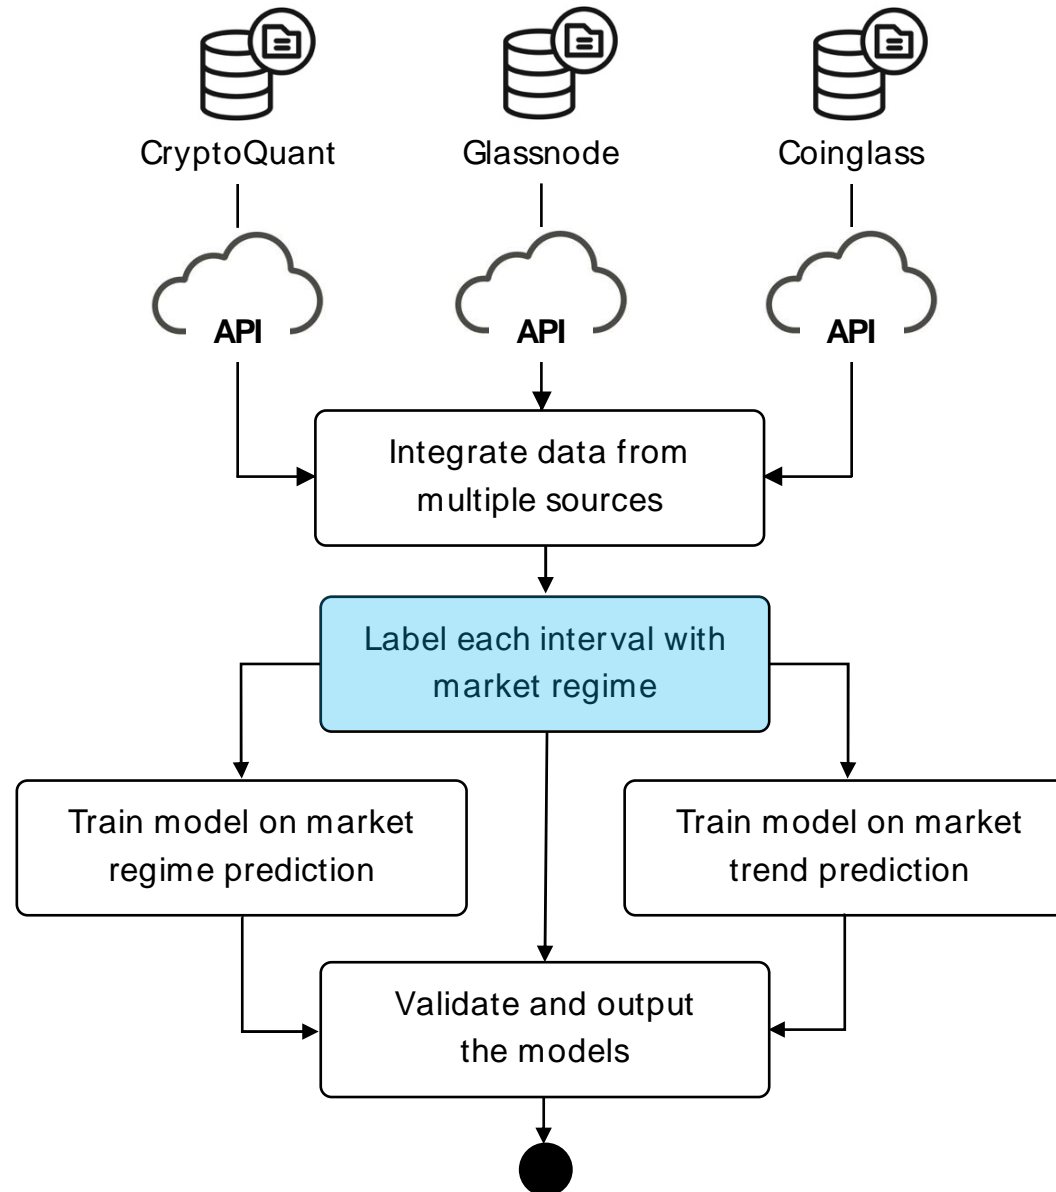 CryptoQuant
Glassnode
Coinglass
API
API
API
Integrate data from
multiple sources
Label each interval with
market regime
Train model on market
regime prediction
Train model on market
trend prediction
Validate and output
the models